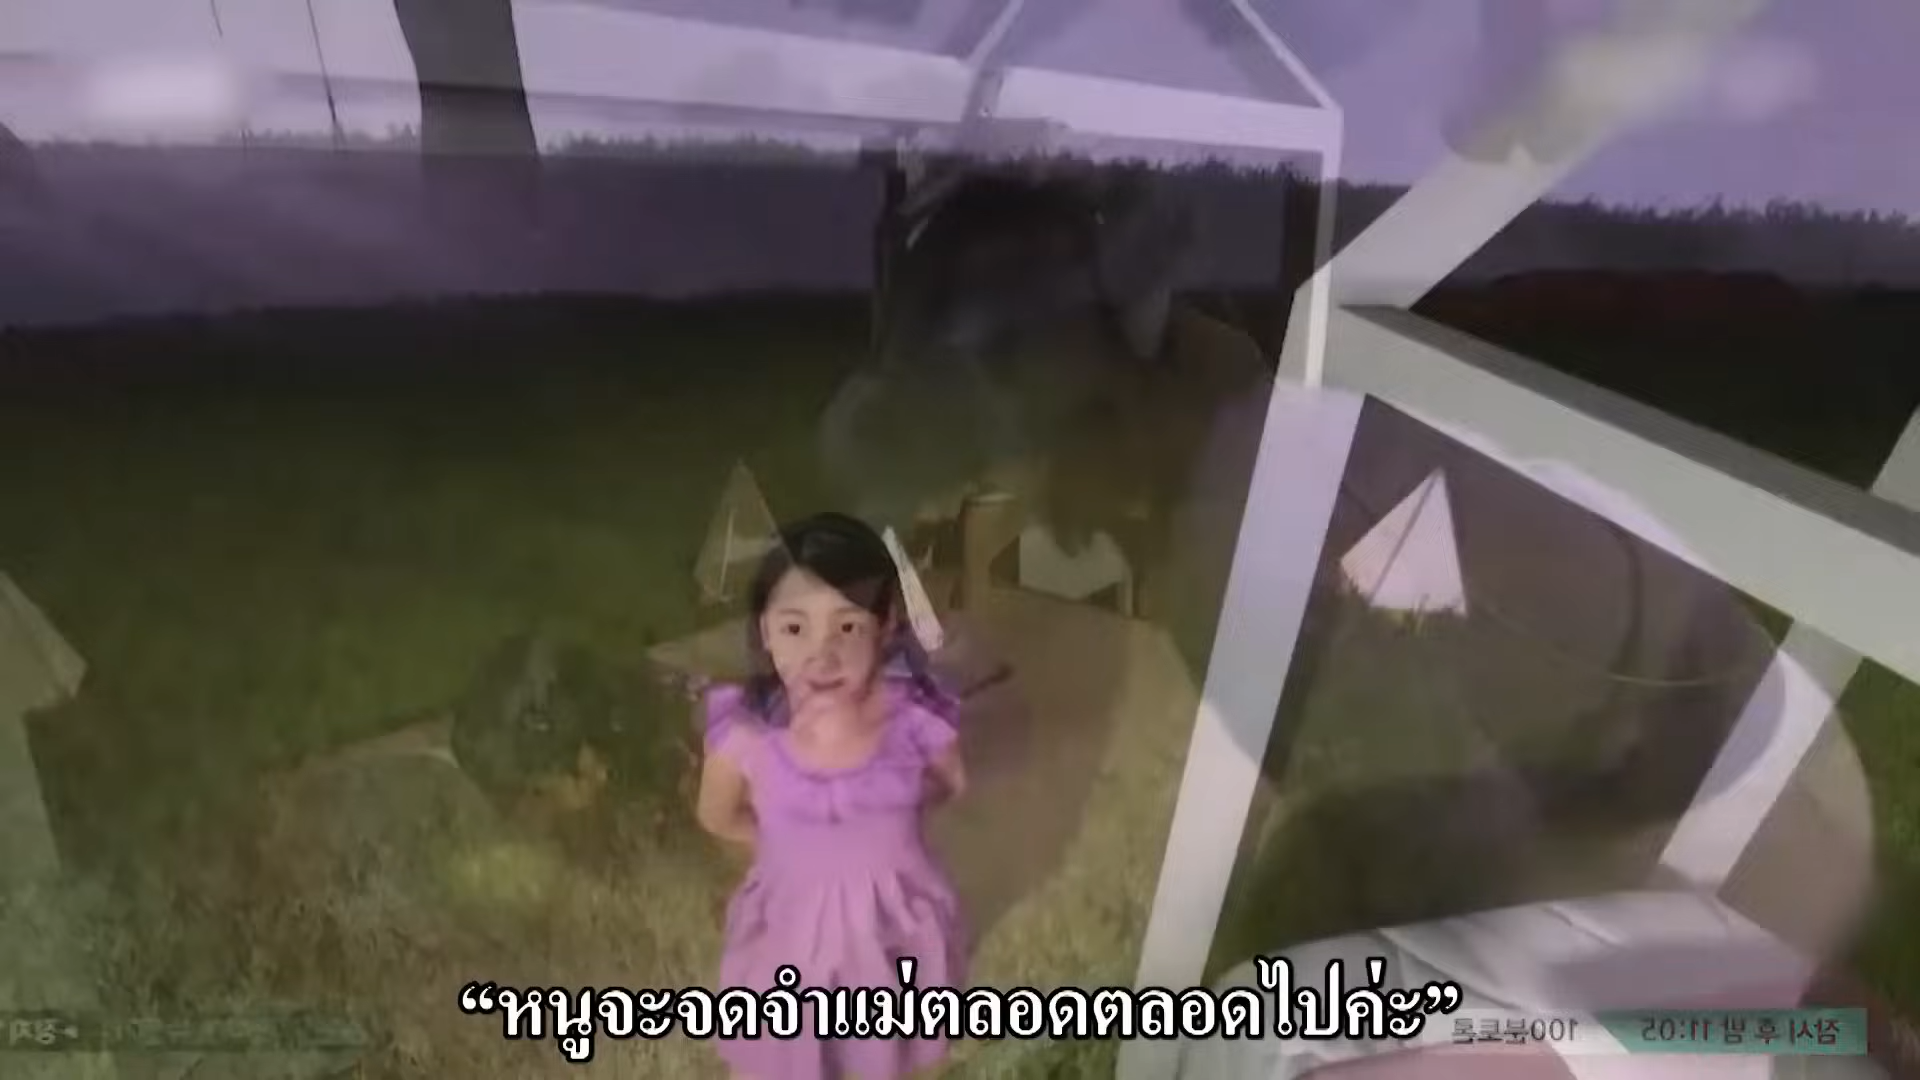 “หนูจะจดจำแม่ตลอดตลอดไปค่ะ”
잠시 후 밤 11:05 100분토론